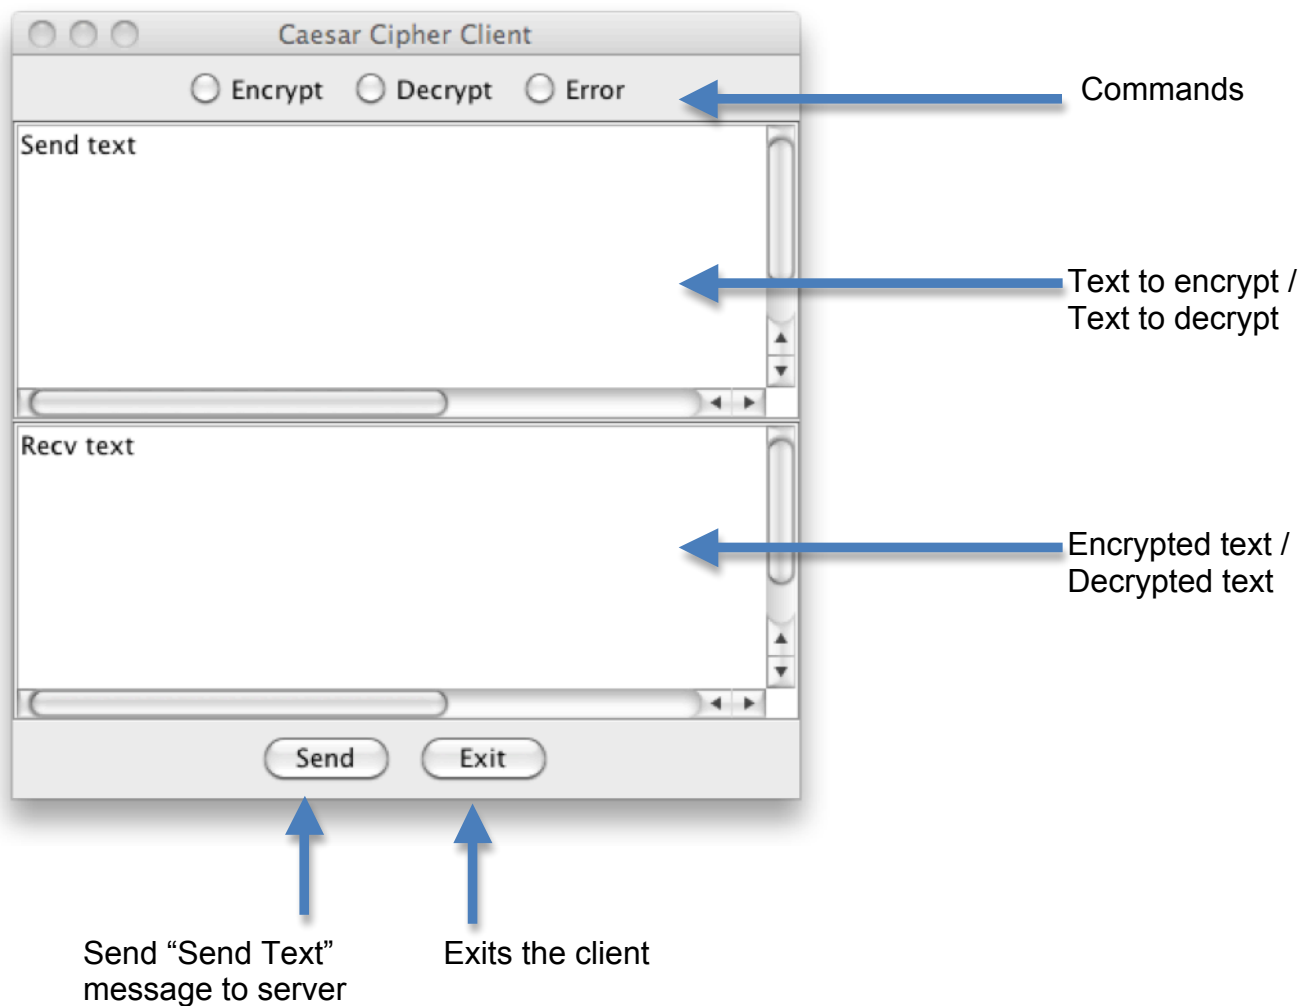 Caesar Cipher Client
Encrypt Decrypt Error
Commands
Send text
Text to encrypt /
Text to decrypt
Recv text
Encrypted text /
Decrypted text
Send Exit
Send “Send Text”
message to server
Exits the client